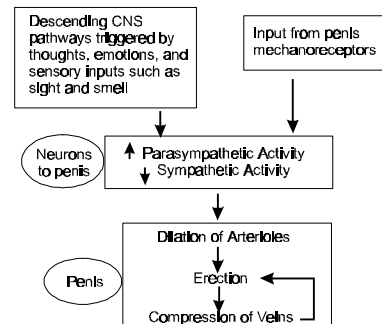 Descending CNS
pathways triggered by
thoughts, emotions, and
sensory inputs such as
sight and smell
Input from penis
mechanoreceptors
Neurons
to penis
Parasympathetic Activity
Sympathetic Activity
Dilation of Arterioles
Penis
Erection
Compression of Veins